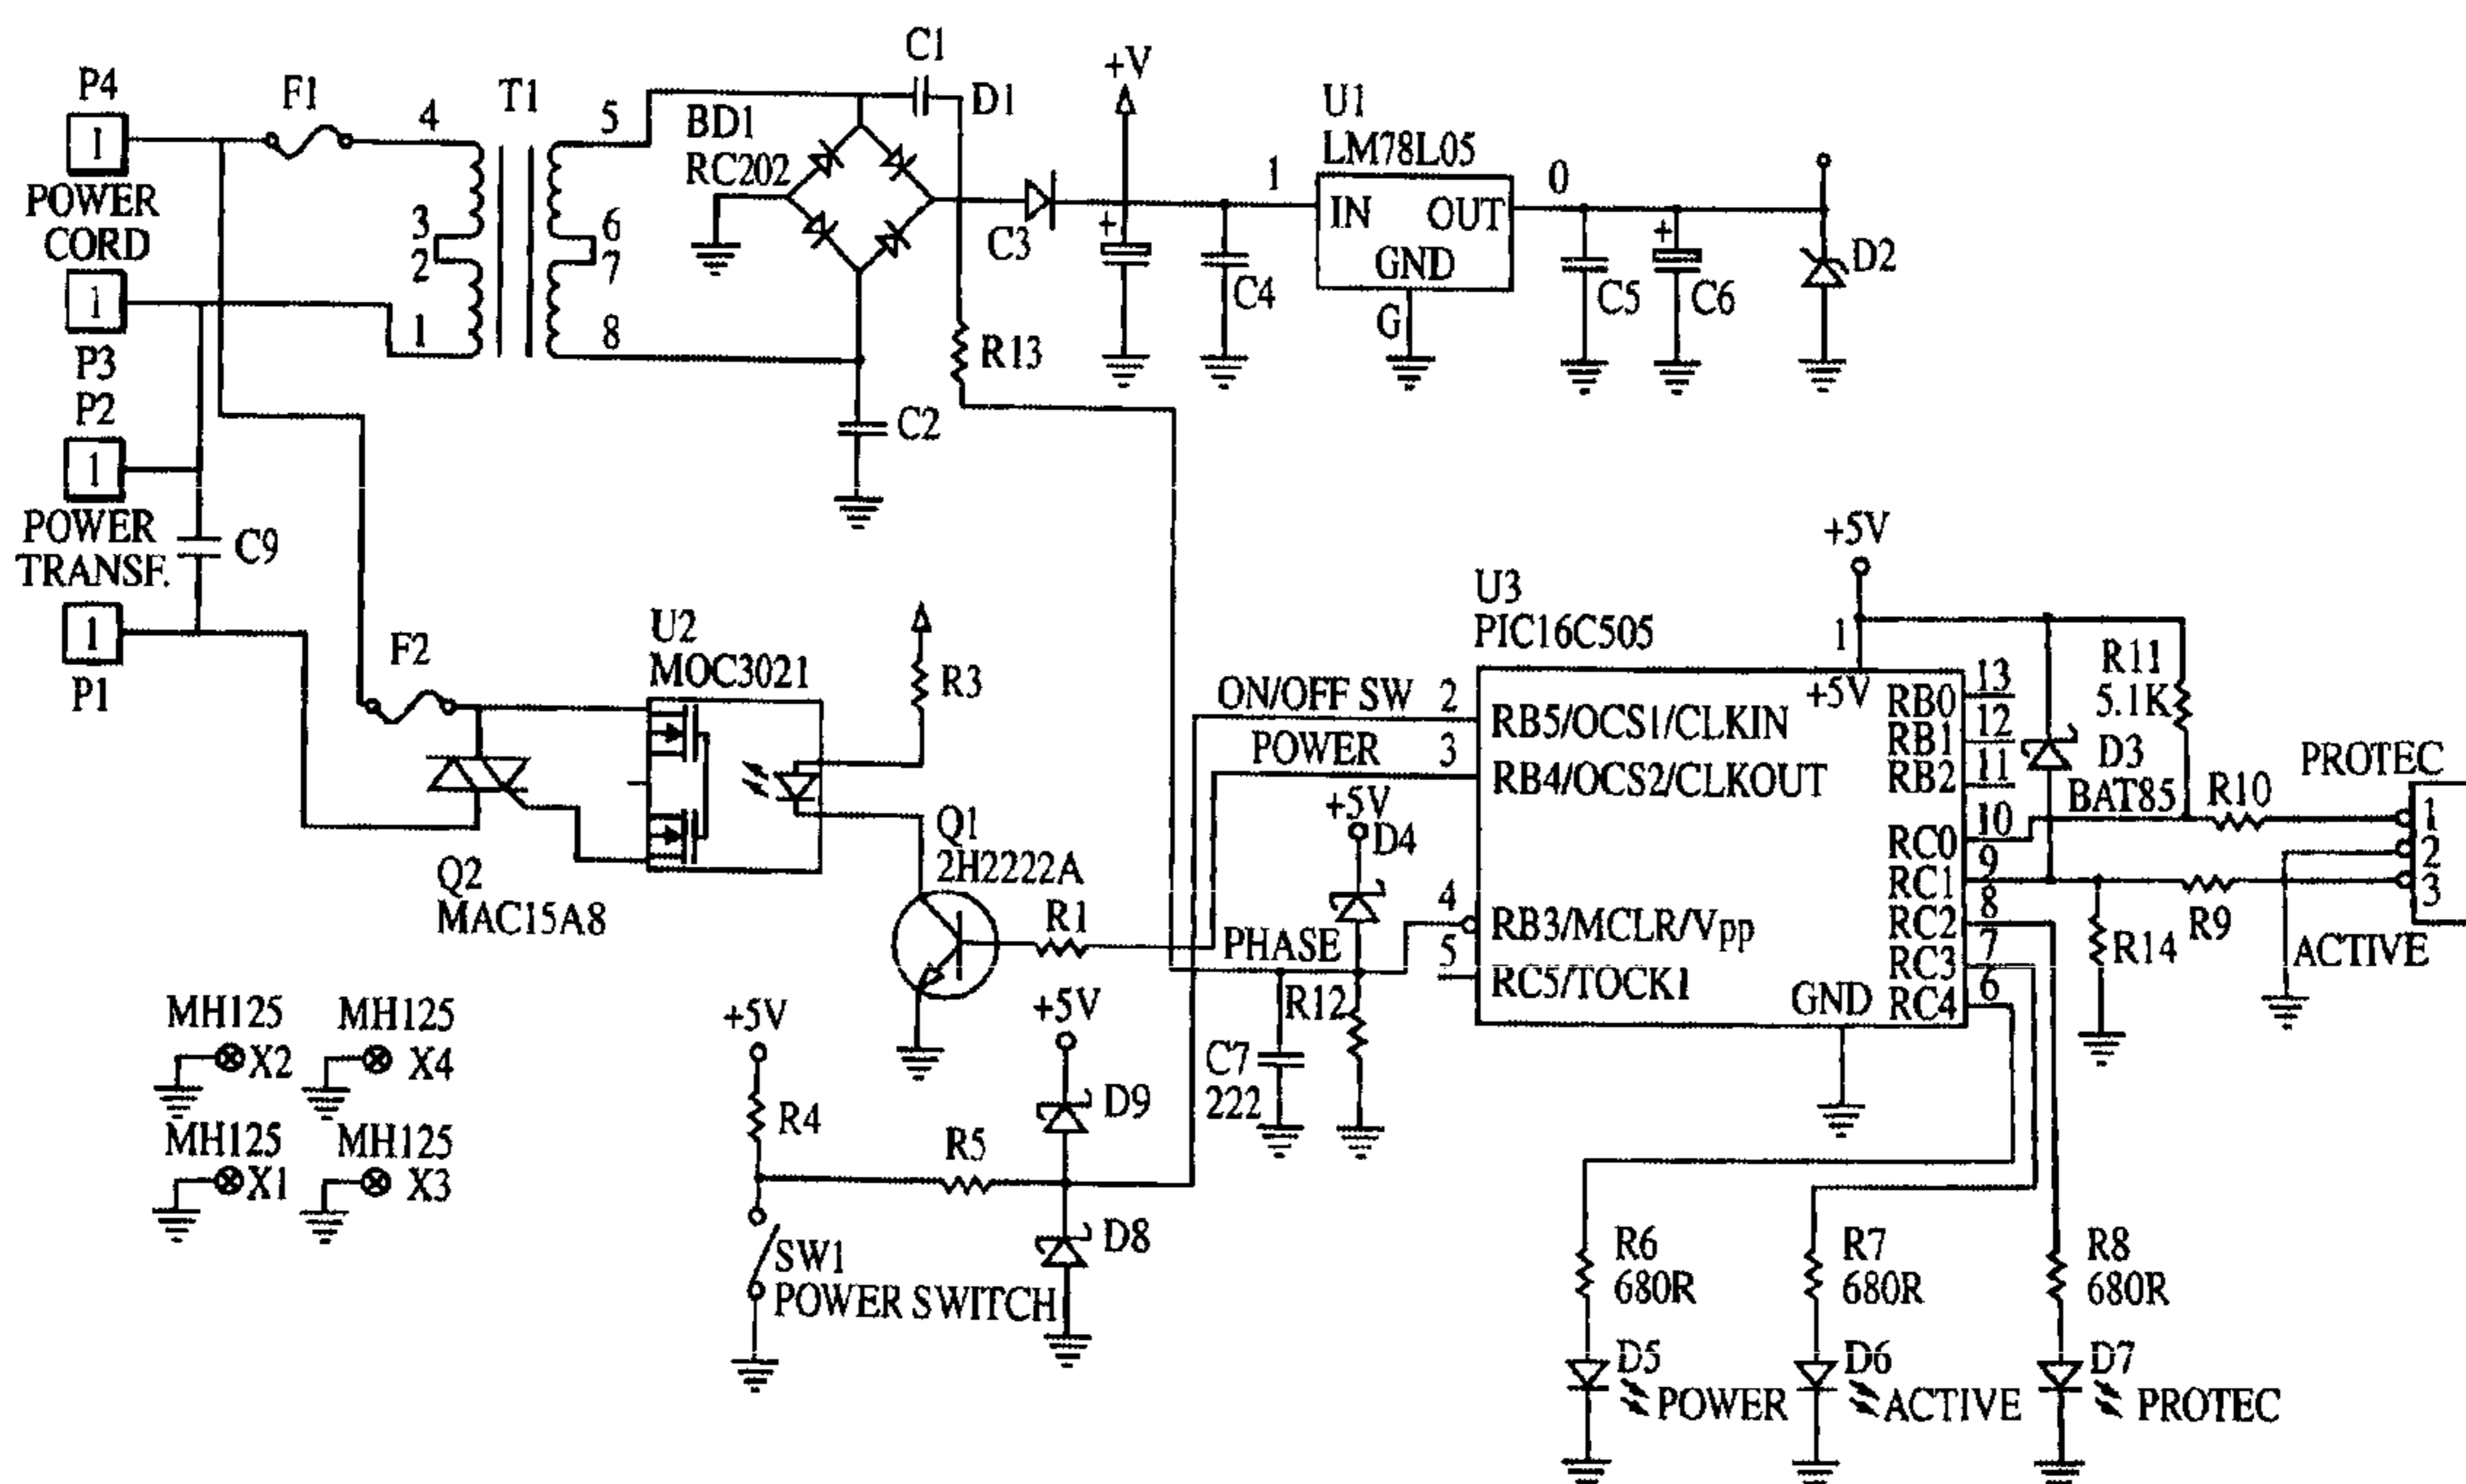 P4
1
POWER
CORD
1
P3
P2
1
POWER
TRANSF.
1
P1
F1
4
T1
5
3
2
6
7
1
8
C9
F2
BD1
RC202
C1
D1
C2
R13
+V
C3
C4
U1
LM78L05
1
IN
OUT
GND
G
0
C5
+
C6
D2
+
U2
MOC3021
R3
Q2
MAC15A8
Q1
2H2222A
R1
ON/OFF SW
2
POWER
3
+5V
D4
4
PHASE
5
R12
C7
222
U3
PIC16C505
+5V
1
+5V
RB5/OCS1/CLKIN
RB4/OCS2/CLKOUT
RB3/MCLR/Vpp
RC5/TOCK1
GND
RB0
13
RB1
12
RB2
11
RC0
10
RC1
9
RC2
8
RC3
7
RC4
6
R11
5.1K
D3
BAT85
R10
PROTEC
1
2
3
R9
R14
ACTIVE
MH125
X2
MH125
X4
MH125
X1
MH125
X3
+5V
R4
R5
+5V
D9
D8
SW1
POWER SWITCH
R6
680R
R7
680R
R8
680R
D5
POWER
D6
ACTIVE
D7
PROTEC